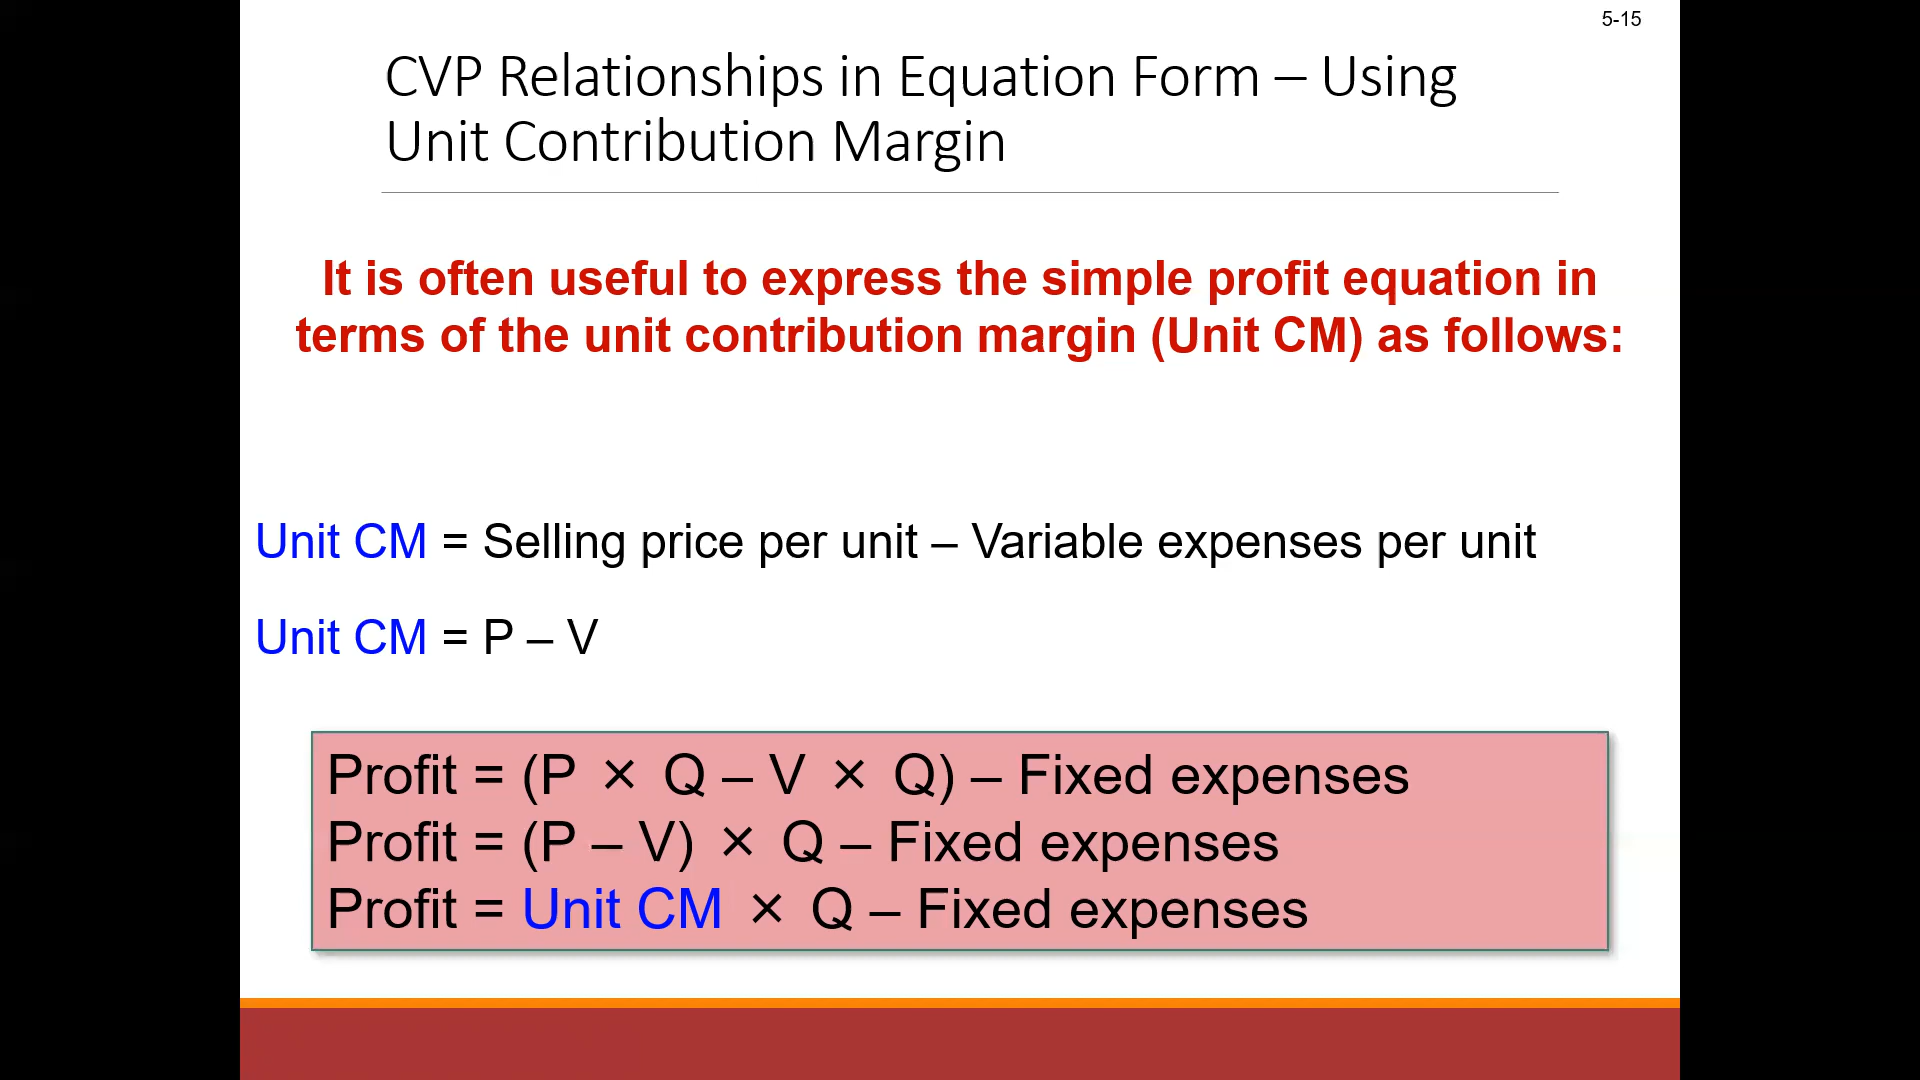 5-15
CVP Relationships in Equation Form – Using
Unit Contribution Margin
It is often useful to express the simple profit equation in
terms of the unit contribution margin (Unit CM) as follows:
Unit CM = Selling price per unit – Variable expenses per unit
Unit CM = P – V
Profit = (P × Q – V × Q) – Fixed expenses
Profit = (P – V) × Q – Fixed expenses
Profit = Unit CM × Q – Fixed expenses